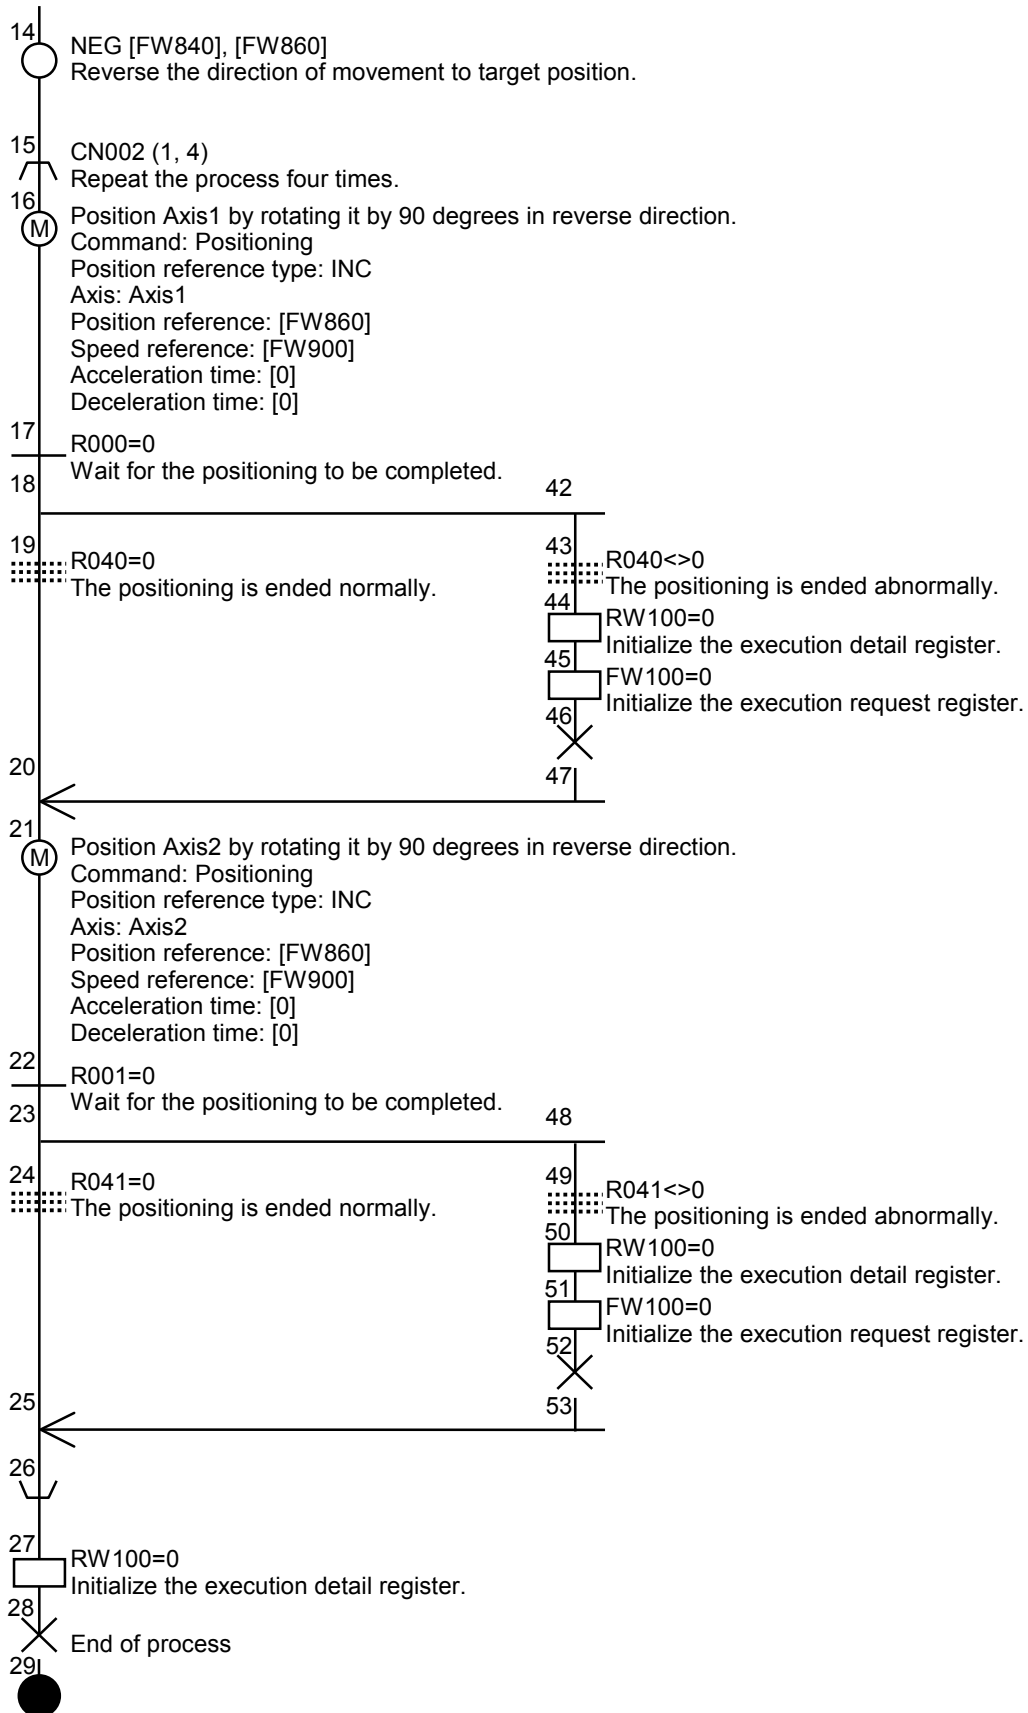 14
NEG [FW840], [FW860]
Reverse the direction of movement to target position.
15
CN002 (1, 4)
Repeat the process four times.
16
M
Position Axis1 by rotating it by 90 degrees in reverse direction.
Command: Positioning
Position reference type: INC
Axis: Axis1
Position reference: [FW860]
Speed reference: [FW900]
Acceleration time: [0]
Deceleration time: [0]
17
R000=0
Wait for the positioning to be completed.
18
42
19
R040=0
The positioning is ended normally.
43
R040<>0
The positioning is ended abnormally.
44
RW100=0
Initialize the execution detail register.
45
FW100=0
Initialize the execution request register.
46
20
47
21
M
Position Axis2 by rotating it by 90 degrees in reverse direction.
Command: Positioning
Position reference type: INC
Axis: Axis2
Position reference: [FW860]
Speed reference: [FW900]
Acceleration time: [0]
Deceleration time: [0]
22
R001=0
Wait for the positioning to be completed.
23
48
24
R041=0
The positioning is ended normally.
49
R041<>0
The positioning is ended abnormally.
50
RW100=0
Initialize the execution detail register.
51
FW100=0
Initialize the execution request register.
52
25
53
26
27
RW100=0
Initialize the execution detail register.
28
End of process
29